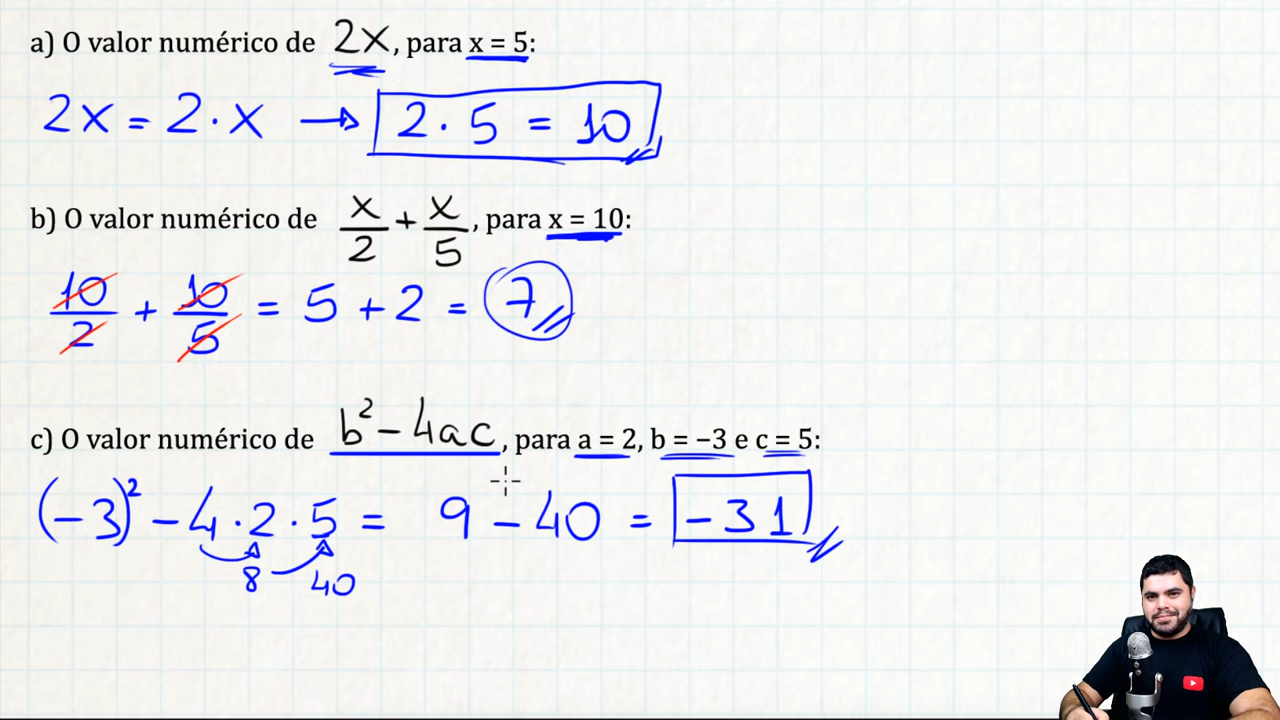 a) O valor numérico de 2x, para x = 5:
2x = 2·x → 2·5 = 10
b) O valor numérico de x/2 + x/5, para x = 10:
10/2 + 10/5 = 5 + 2 = 7
c) O valor numérico de b² − 4ac, para a = 2, b = −3 e c = 5:
(−3)² − 4·2·5 = 9 − 40 = −31
8 40